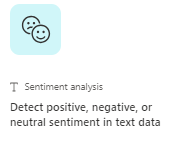 Sentiment analysis
Detect positive, negative, or
neutral sentiment in text data